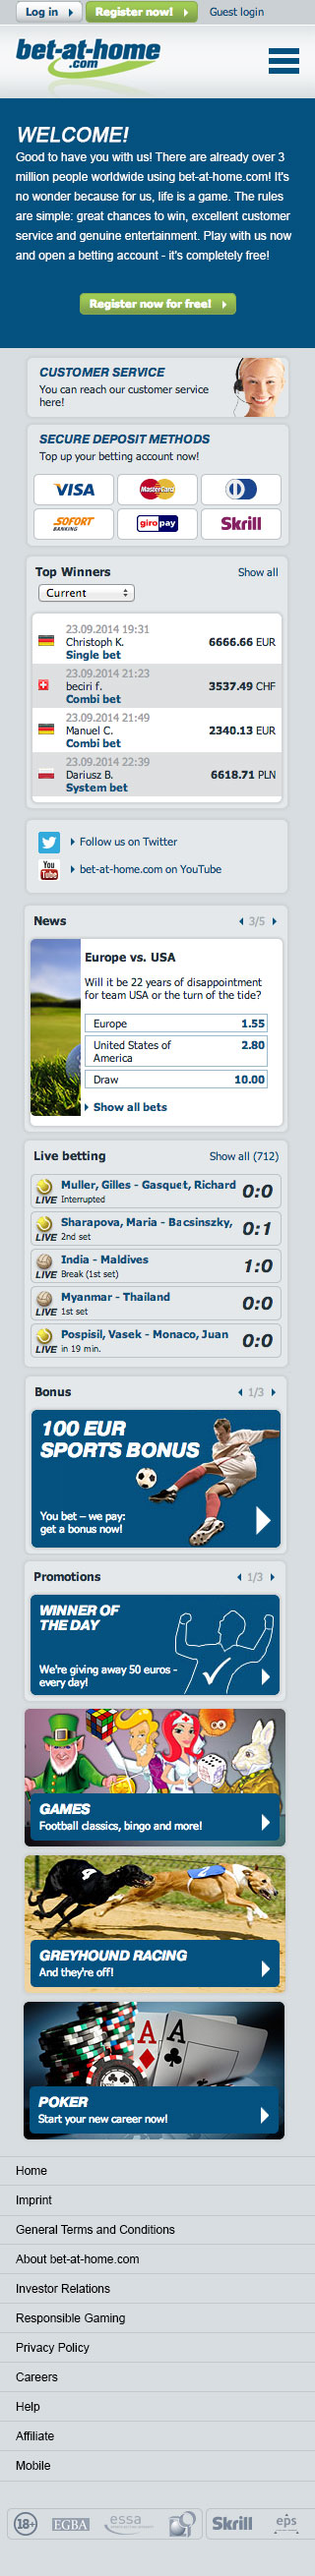 Log in
Register now!
Guest login
bet-at-home
.com
WELCOME!
Good to have you with us! There are already over 3
million people worldwide using bet-at-home.com! It's
no wonder because for us, life is a game. The rules
are simple: great chances to win, excellent customer
service and genuine entertainment. Play with us now
and open a betting account - it's completely free!
Register now for free!
CUSTOMER SERVICE
You can reach our customer service
here!
SECURE DEPOSIT METHODS
Top up your betting account now!
VISA
MasterCard
SOFORT
BANKING
giropay
Skrill
Top Winners
Show all
Current
23.09.2014 19:31
Christoph K.
6666.66 EUR
Single bet
23.09.2014 21:23
beciri f.
3537.49 CHF
Combi bet
23.09.2014 21:49
Manuel C.
2340.13 EUR
Combi bet
23.09.2014 22:39
Dariusz B.
6618.71 PLN
System bet
Follow us on Twitter
You
Tube
bet-at-home.com on YouTube
News
3/5
Europe vs. USA
Will it be 22 years of disappointment
for team USA or the turn of the tide?
Europe 1.55
United States of
America
2.80
Draw 10.00
Show all bets
Live betting
Show all (712)
Muller, Gilles - Gasquet, Richard
0:0
LIVE Interrupted
Sharapova, Maria - Bacsinszky,
0:1
LIVE 2nd set
India - Maldives
1:0
LIVE Break (1st set)
Myanmar - Thailand
0:0
LIVE 1st set
Pospisil, Vasek - Monaco, Juan
0:0
LIVE in 19 min.
Bonus
1/3
100 EUR
SPORTS BONUS
You bet – we pay:
get a bonus now!
Promotions
1/3
WINNER OF
THE DAY
We're giving away 50 euros -
every day!
GAMES
Football classics, bingo and more!
GREYHOUND RACING
And they're off!
A
A
POKER
Start your new career now!
Home
Imprint
General Terms and Conditions
About bet-at-home.com
Investor Relations
Responsible Gaming
Privacy Policy
Careers
Help
Affiliate
Mobile
18+
EGBA
essa
Skrill
eps